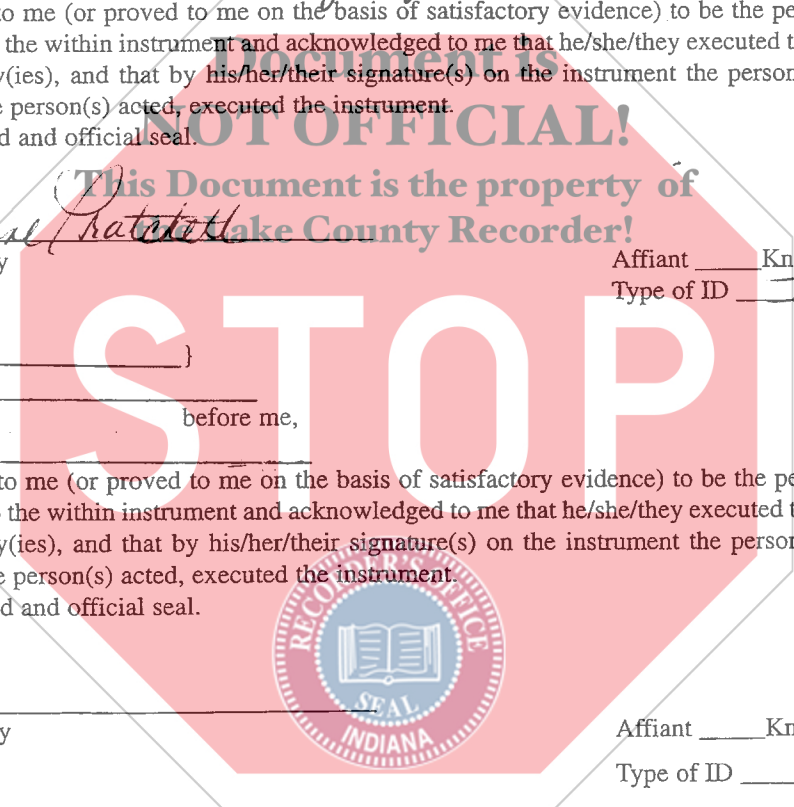 to me (or proved to me on the basis of satisfactory evidence) to be the pe
the within instrument and acknowledged to me that he/she/they executed t
Document is
y(ies), and that by his/her/their signature(s) on the instrument the person
e person(s) acted, executed the instrument.
NOT OFFICIAL!
d and official seal.
This Document is the property of
the Lake County Recorder!
Pratchett
y
Affiant _____Kn
Type of ID _____
STOP
}
before me,
to me (or proved to me on the basis of satisfactory evidence) to be the pe
the within instrument and acknowledged to me that he/she/they executed t
y(ies), and that by his/her/their signature(s) on the instrument the person
e person(s) acted, executed the instrument.
d and official seal.
RECORDER'S OFFICE
SEAL
INDIANA
y
Affiant _____Kn
Type of ID _____